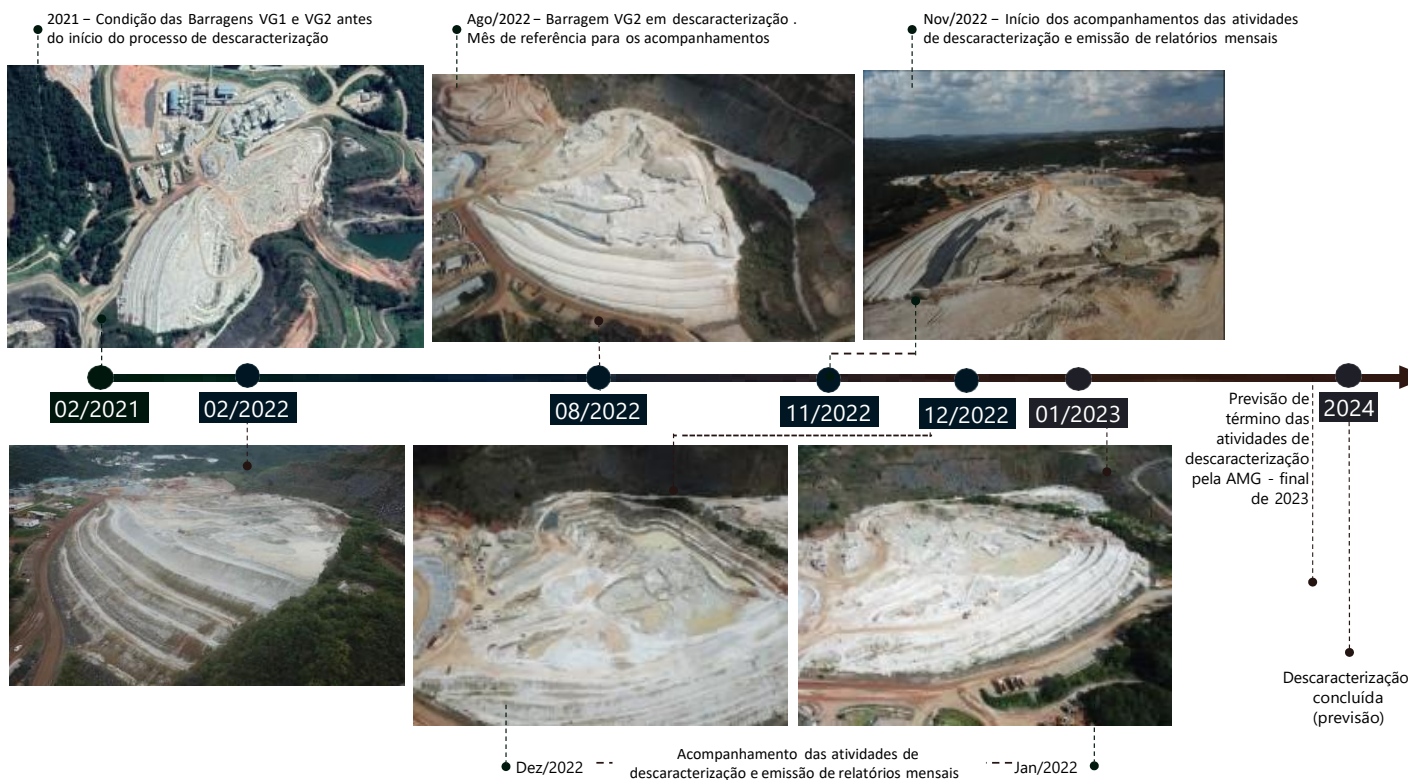 2021 – Condição das Barragens VG1 e VG2 antes
do início do processo de descaracterização
Ago/2022 – Barragem VG2 em descaracterização .
Mês de referência para os acompanhamentos
Nov/2022 – Início dos acompanhamentos das atividades
de descaracterização e emissão de relatórios mensais
02/2021
02/2022
08/2022
11/2022
12/2022
01/2023
2024
Previsão de
término das
atividades de
descaracterização
pela AMG - final
de 2023
Descaracterização
concluída
(previsão)
Dez/2022
Acompanhamento das atividades de
descaracterização e emissão de relatórios mensais
Jan/2022